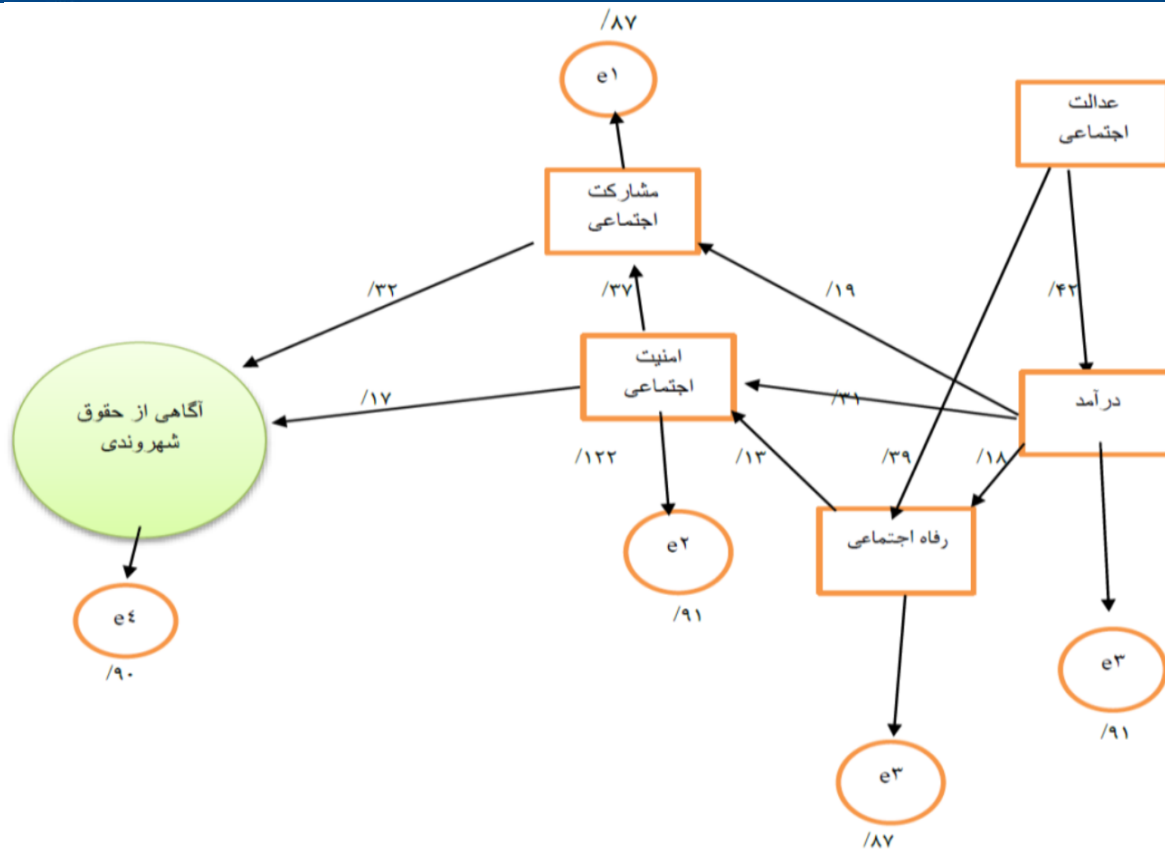 /۸۷
e۱
عدالت
اجتماعی
مشارکت
اجتماعی
/۳۲
/۳۷
/۱۹
/۴۲
امنیت
اجتماعی
درآمد
آگاهی از حقوق
شهروندی
/۱۷
/۳۱
/۱۲۲
/۱۳
/۳۹
/۱۸
رفاه اجتماعی
e۲
/۹۱
e٤
/۹۰
e۳
/۹۱
e۳
/۸۷